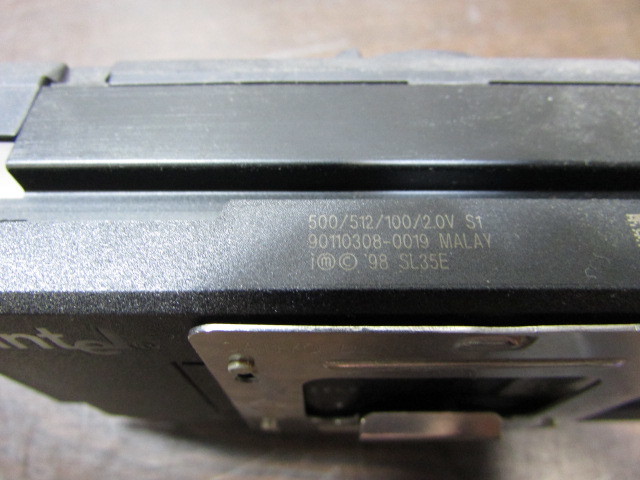 500/512/100/2.0V S1
90110308-0019 MALAY
i ⓜ © '98 SL35E
intel